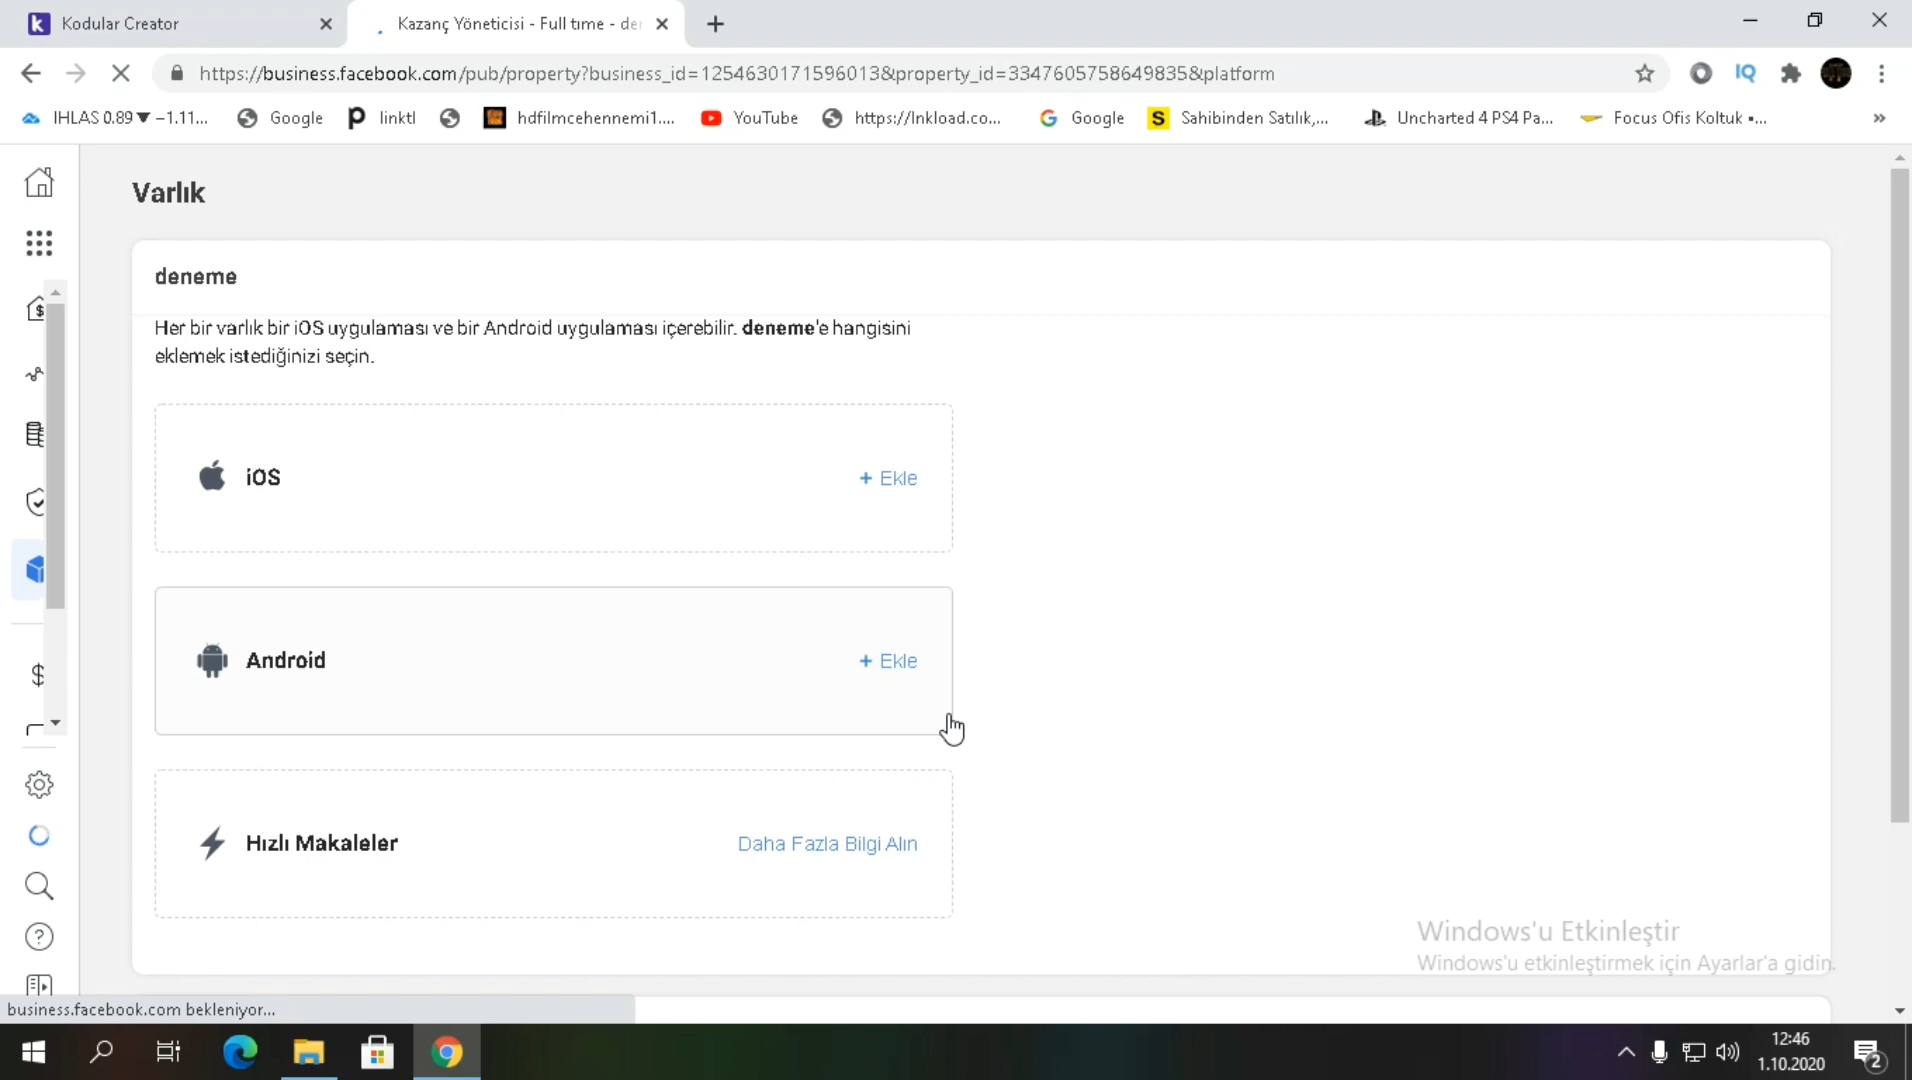 Kodular Creator
Kazanç Yöneticisi - Full tıme - de
https://business.facebook.com/pub/property?business_id=1254630171596013&property_id=3347605758649835&platform
IHLAS 0.89▼ −1.11...
Google
linktl
hdfilmcehennemi1....
YouTube
https://lnkload.co...
Google
Sahibinden Satılık,...
Uncharted 4 PS4 Pa...
Focus Ofis Koltuk •...
Varlık
deneme
Her bir varlık bir iOS uygulaması ve bir Android uygulaması içerebilir. deneme'e hangisini
eklemek istediğinizi seçin.
iOS
+ Ekle
Android
+ Ekle
Hızlı Makaleler
Daha Fazla Bilgi Alın
Windows'u Etkinleştir
Windows'u etkinleştirmek için Ayarlar'a gidin.
business.facebook.com bekleniyor...
12:46
1.10.2020
2